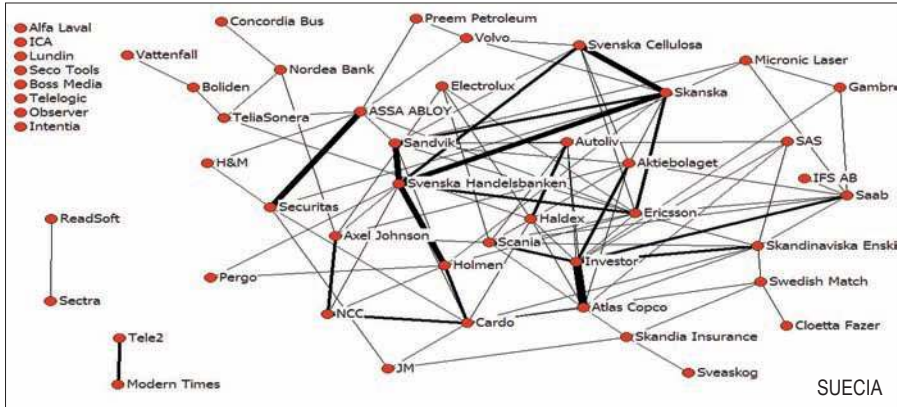 Alfa Laval
ICA
Lundin
Seco Tools
Boss Media
Telelogic
Observer
Intentia
Concordia Bus
Preem Petroleum
Volvo
Svenska Cellulosa
Vattenfall
Nordea Bank
Micronic Laser
Boliden
Electrolux
Skanska
Gambro
TeliaSonera
ASSA ABLOY
Sandvik
Autoliv
SAS
H&M
Aktiebolaget
Svenska Handelsbanken
IFS AB
Saab
Securitas
ReadSoft
Haldex
Ericsson
Axel Johnson
Scania
Skandinaviska Enski
Pergo
Holmen
Investor
Swedish Match
Sectra
NCC
Cardo
Atlas Copco
Cloetta Fazer
Tele2
Skandia Insurance
JM
Sveaskog
Modern Times
SUECIA